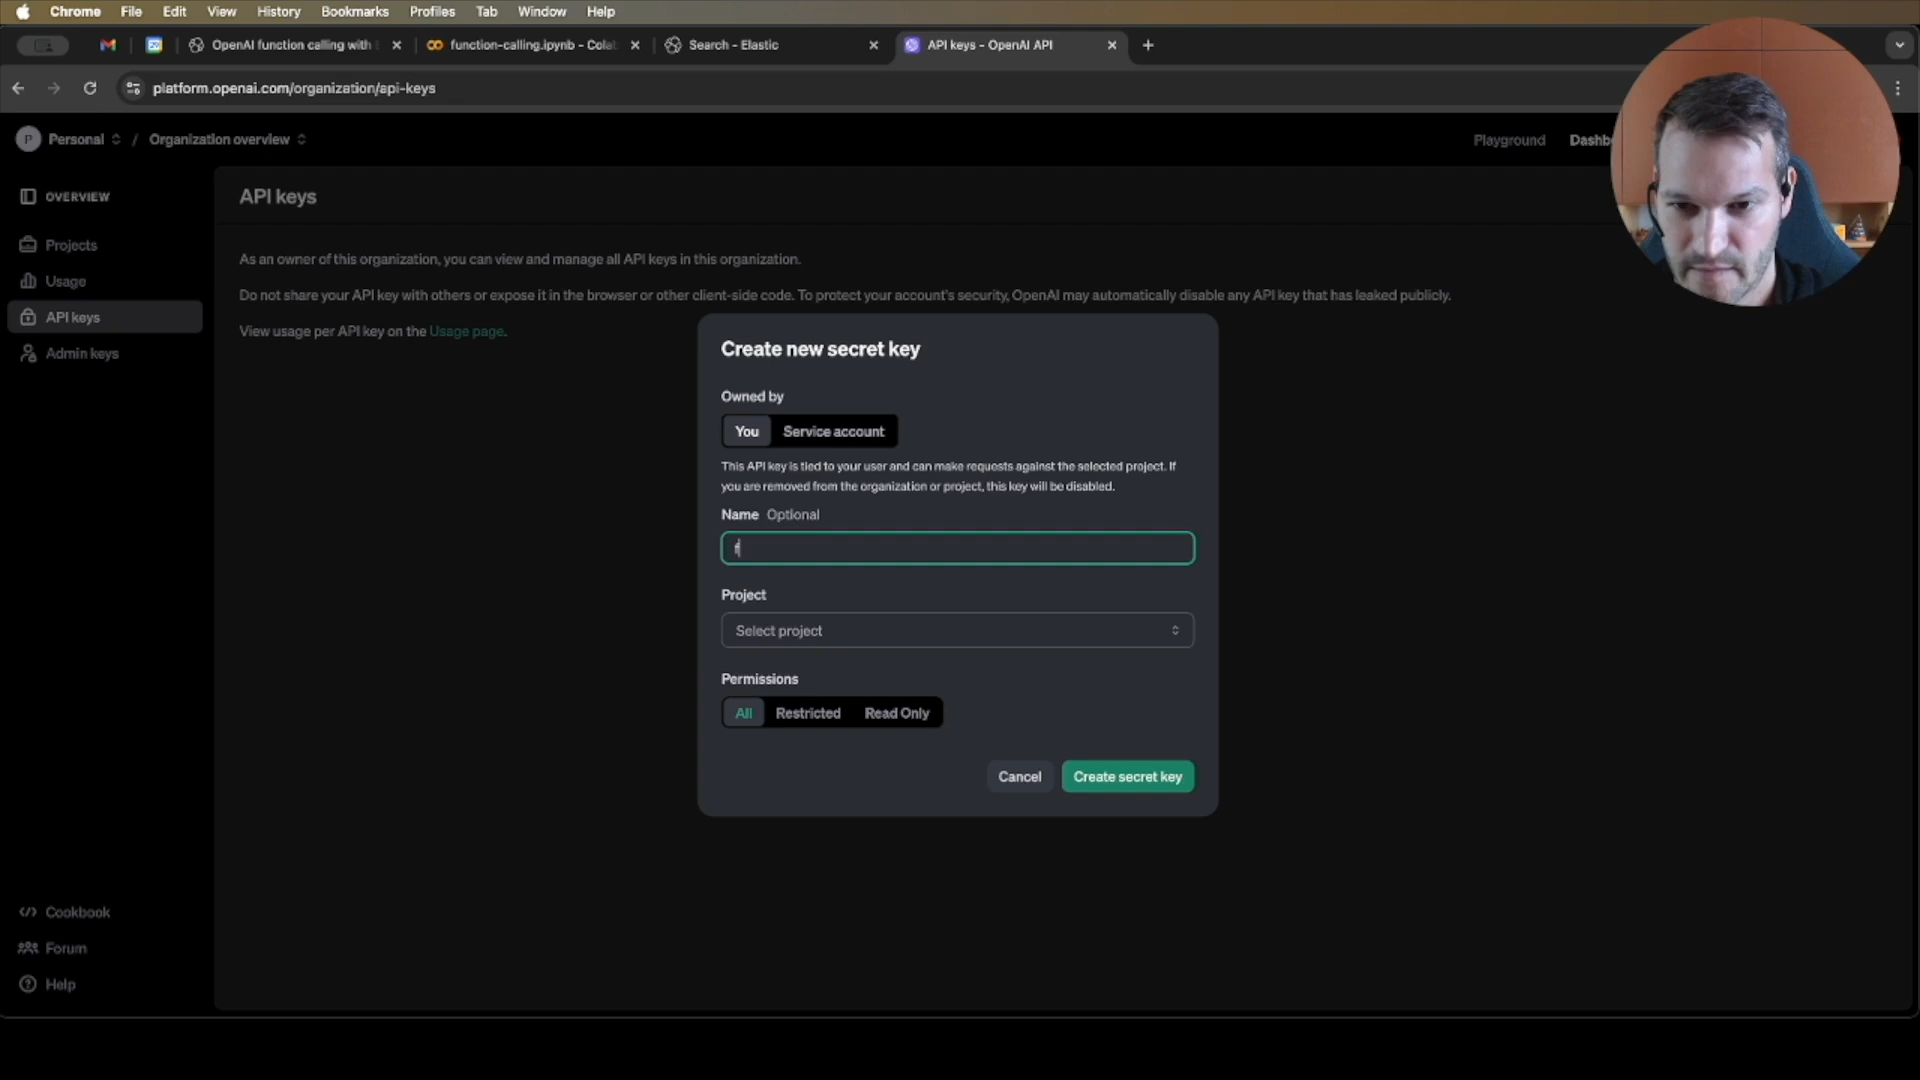 Chrome File Edit View History Bookmarks Profiles Tab Window Help
OpenAI function calling with
function-calling.ipynb - Colab
Search - Elastic
API keys - OpenAI API
platform.openai.com/organization/api-keys
P Personal / Organization overview
Playground
Dashb
OVERVIEW
Projects
Usage
API keys
Admin keys
API keys
As an owner of this organization, you can view and manage all API keys in this organization.
Do not share your API key with others or expose it in the browser or other client-side code. To protect your account's security, OpenAI may automatically disable any API key that has leaked publicly.
View usage per API key on the Usage page.
Create new secret key
Owned by
You Service account
This API key is tied to your user and can make requests against the selected project. If
you are removed from the organization or project, this key will be disabled.
Name Optional
Project
Select project
Permissions
All Restricted Read Only
Cancel Create secret key
Cookbook
Forum
Help